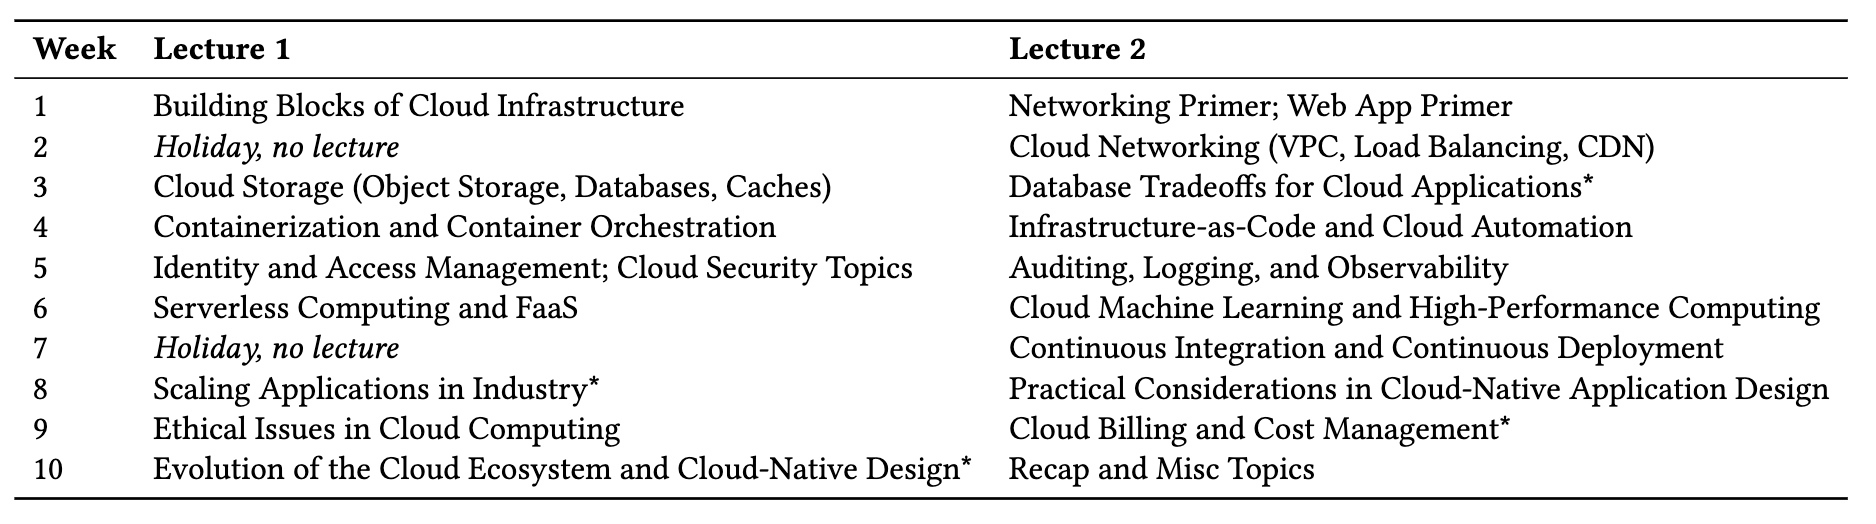 Week Lecture 1 Lecture 2
1 Building Blocks of Cloud Infrastructure Networking Primer; Web App Primer
2 Holiday, no lecture Cloud Networking (VPC, Load Balancing, CDN)
3 Cloud Storage (Object Storage, Databases, Caches) Database Tradeoffs for Cloud Applications*
4 Containerization and Container Orchestration Infrastructure-as-Code and Cloud Automation
5 Identity and Access Management; Cloud Security Topics Auditing, Logging, and Observability
6 Serverless Computing and FaaS Cloud Machine Learning and High-Performance Computing
7 Holiday, no lecture Continuous Integration and Continuous Deployment
8 Scaling Applications in Industry* Practical Considerations in Cloud-Native Application Design
9 Ethical Issues in Cloud Computing Cloud Billing and Cost Management*
10 Evolution of the Cloud Ecosystem and Cloud-Native Design* Recap and Misc Topics